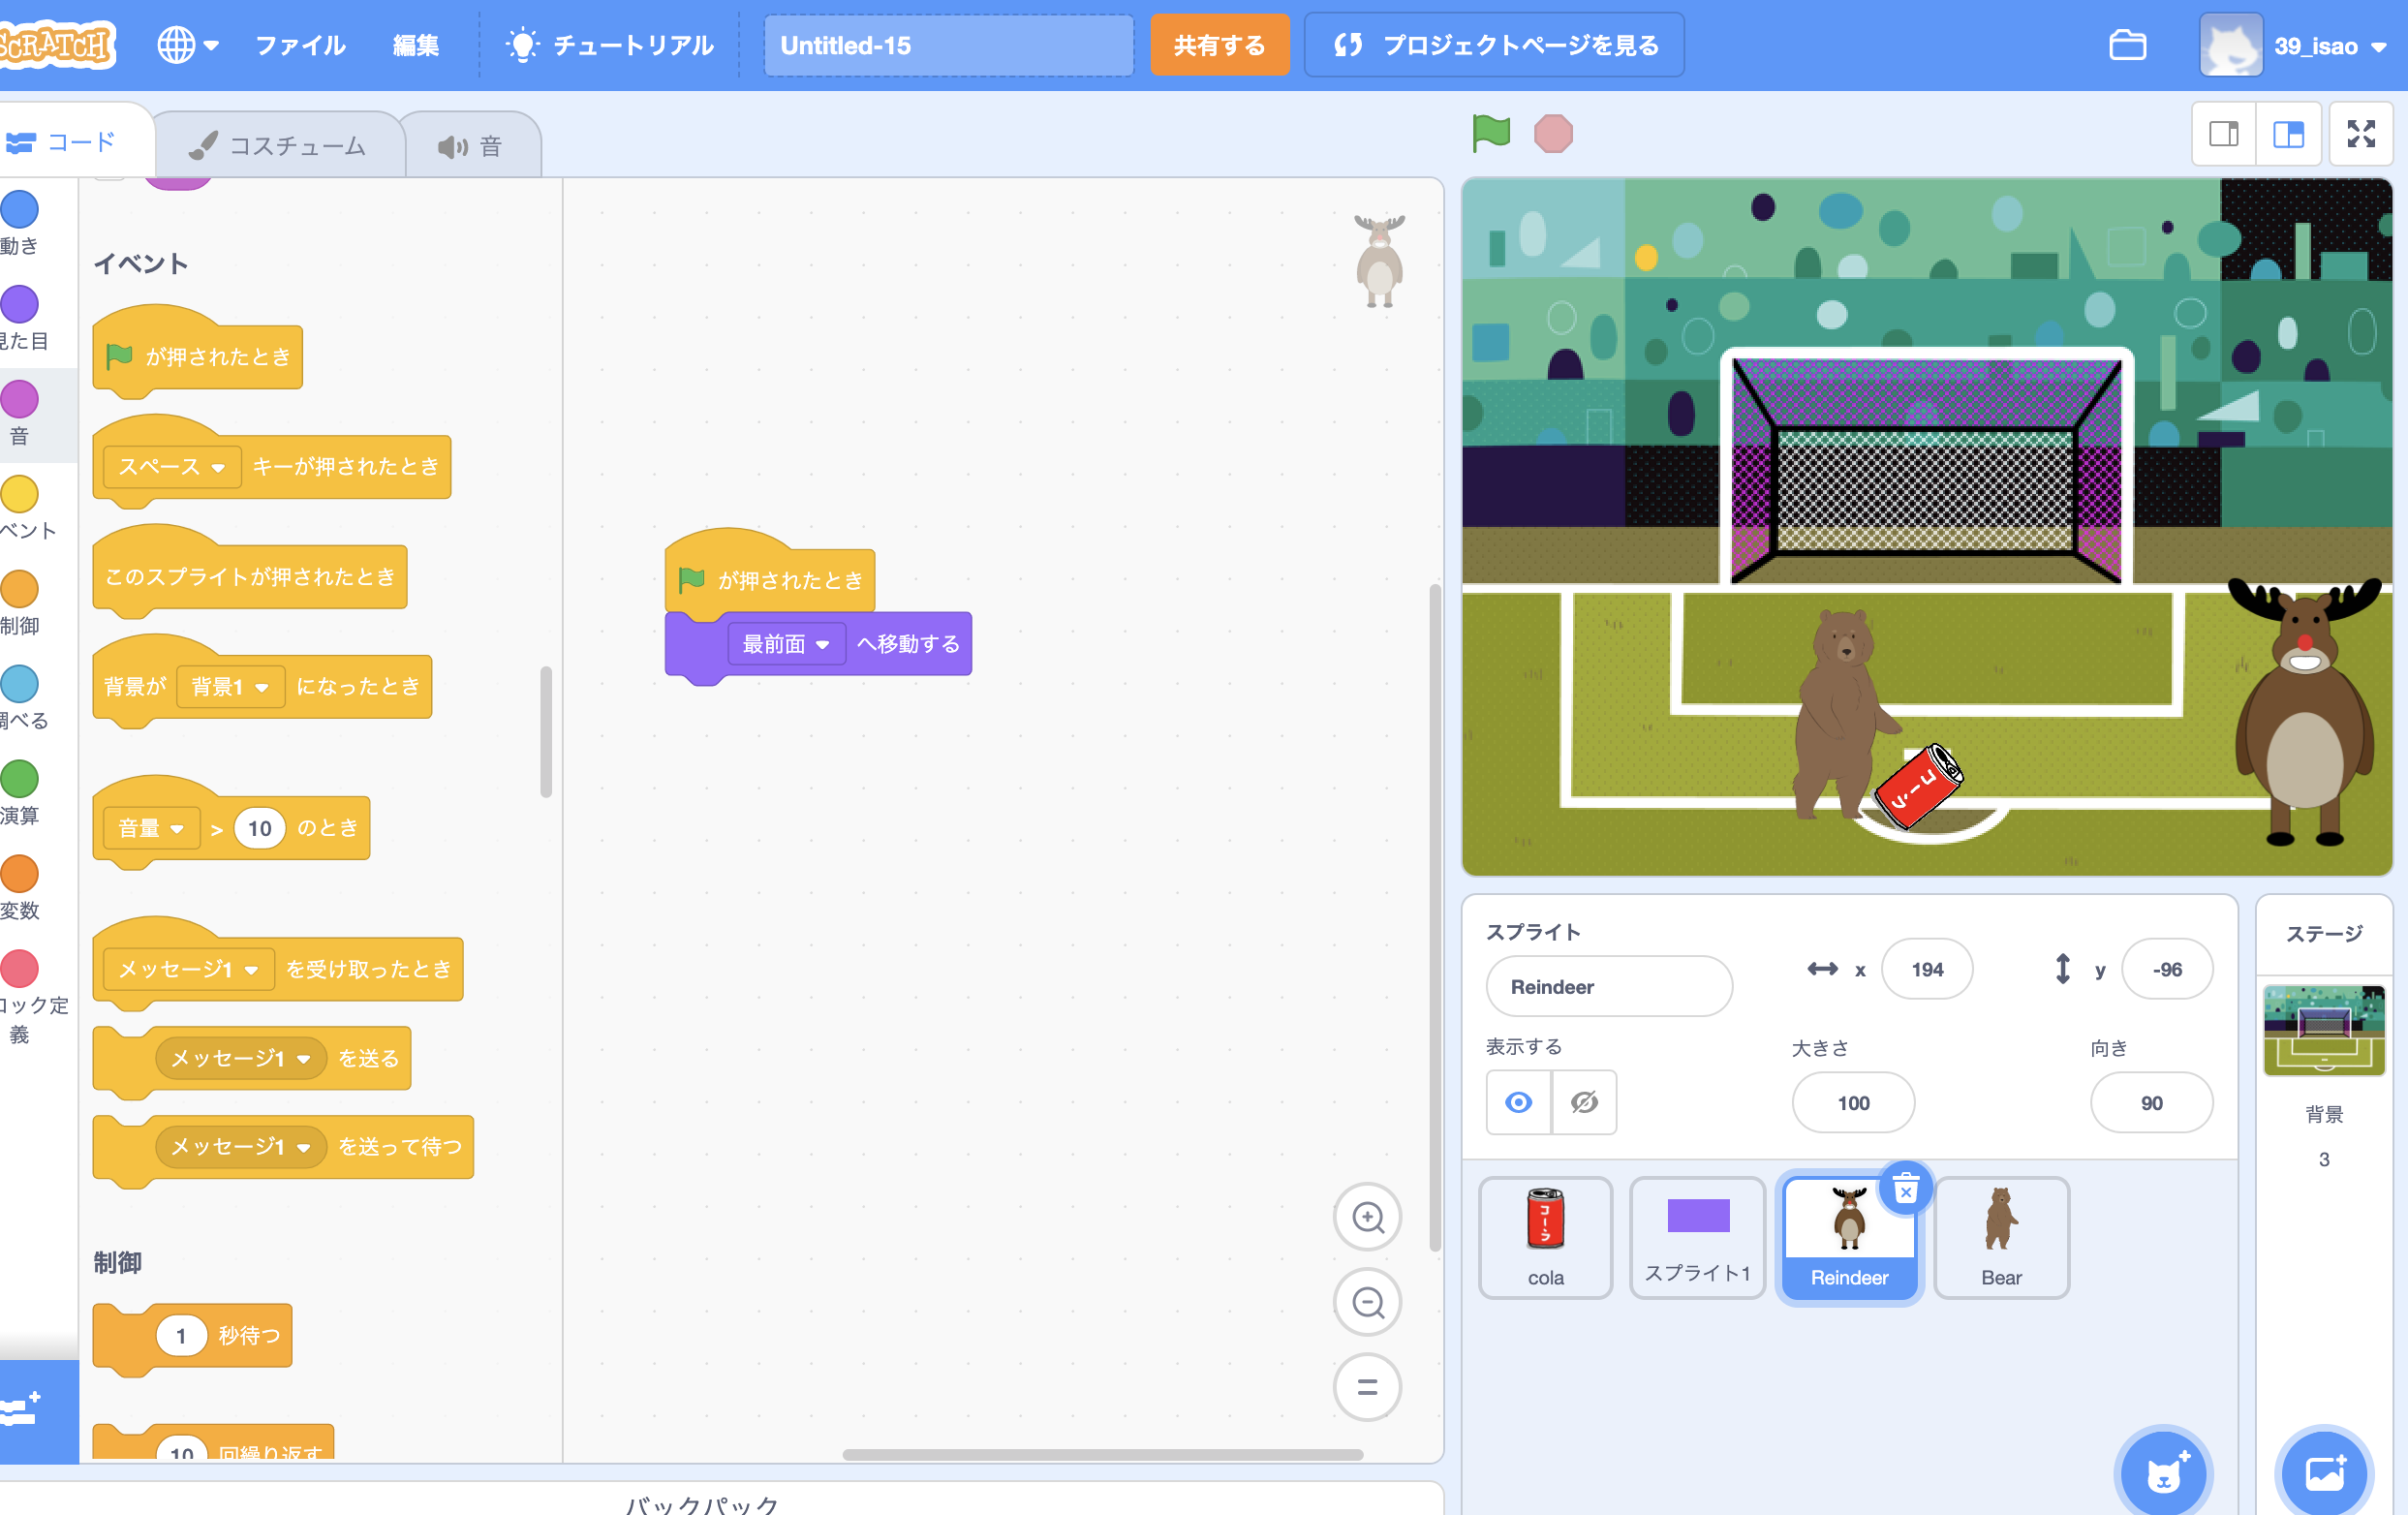 SCRATCH
ファイル
編集
チュートリアル
Untitled-15
共有する
プロジェクトページを見る
39_isao
コード
コスチューム
音
動き
見た目
音
ベント
制御
調べる
演算
変数
ロック定
義
イベント
が押されたとき
スペース キーが押されたとき
このスプライトが押されたとき
背景が 背景1 になったとき
音量 > 10 のとき
メッセージ1 を受け取ったとき
メッセージ1 を送る
メッセージ1 を送って待つ
制御
1 秒待つ
10 回繰り返す
が押されたとき
最前面 へ移動する
バックパック
コーラ
スプライト
Reindeer
x 194
y -96
表示する
大きさ
100
向き
90
コーラ
cola
スプライト1
Reindeer
Bear
ステージ
背景
3